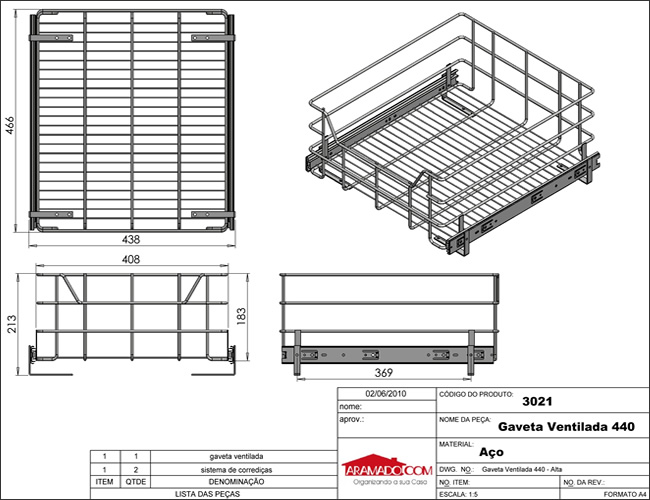 466
438
408
213
183
369
02/06/2010
nome:
aprov.:
CÓDIGO DO PRODUTO: 3021
NOME DA PEÇA:
Gaveta Ventilada 440
MATERIAL:
Aço
DWG. NO.: Gaveta Ventilada 440 - Alta
NO. ITEM: NO. DA REV.:
ESCALA: 1:5 FORMATO A4
ARAMADO.COM
Organizando a sua Casa
1 1 gaveta ventilada
1 2 sistema de corrediças
ITEM QTDE DENOMINAÇÃO
LISTA DAS PEÇAS